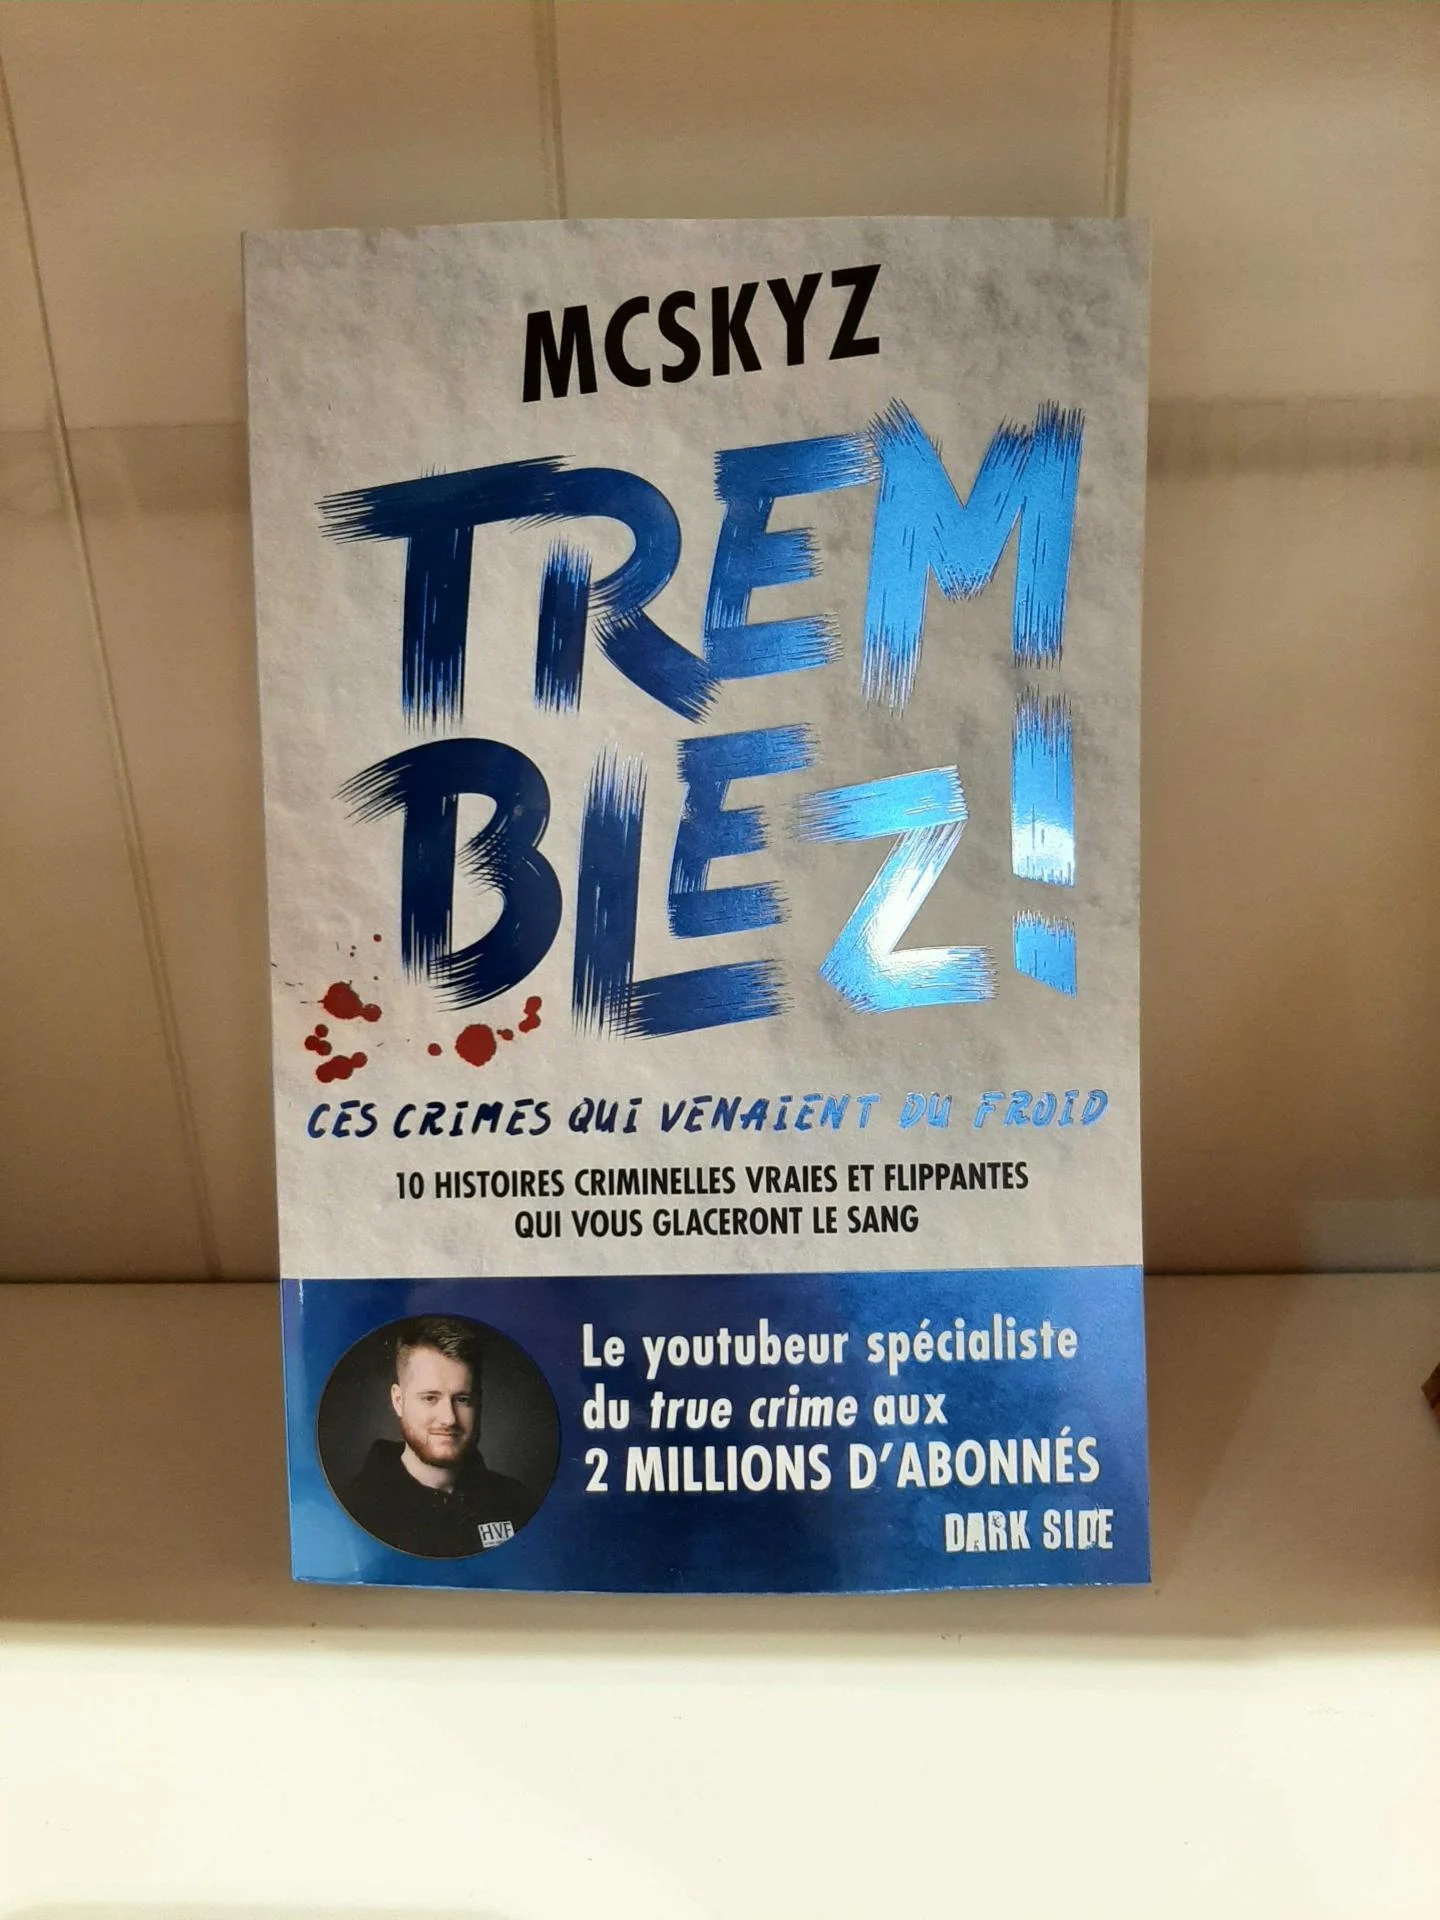 MCSKYZ
TREM
BLEZ!
CES CRIMES QUI VENAIENT DU FROID
10 HISTOIRES CRIMINELLES VRAIES ET FLIPPANTES
QUI VOUS GLACERONT LE SANG
Le youtubeur spécialiste
du true crime aux
2 MILLIONS D'ABONNÉS
DARK SIDE
HVF